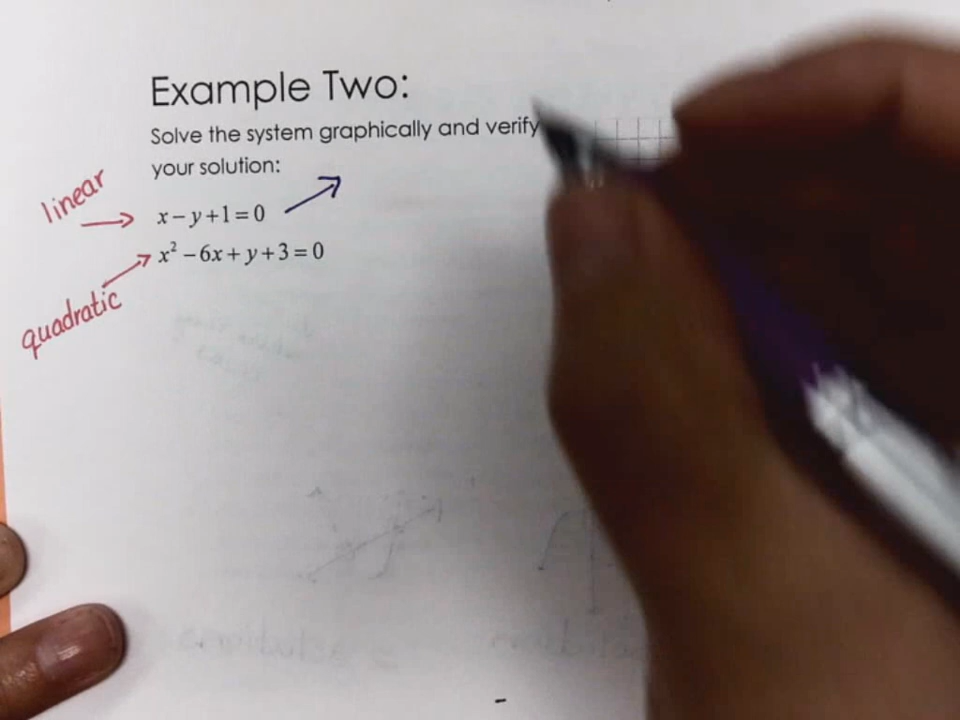 Example Two:
Solve the system graphically and verify
your solution:
linear
x − y + 1 = 0
x² − 6x + y + 3 = 0
quadratic